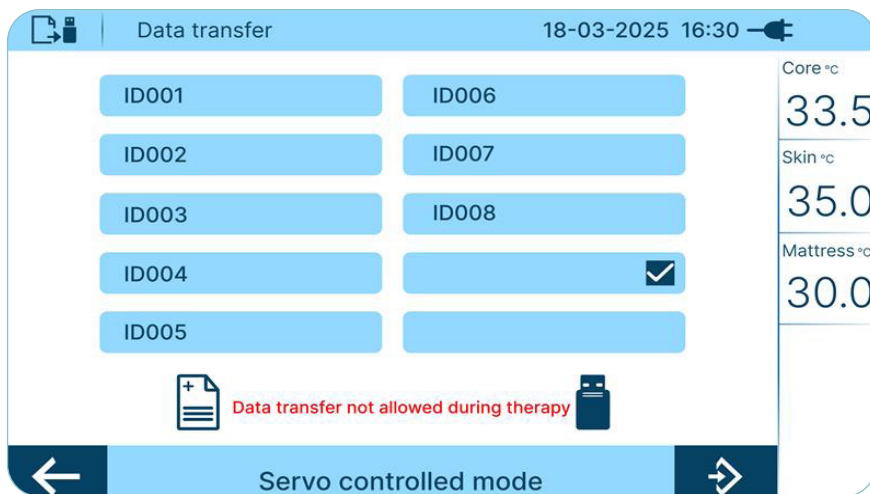 Data transfer
18-03-2025 16:30
ID001
ID002
ID003
ID004
ID005
ID006
ID007
ID008
Data transfer not allowed during therapy
Servo controlled mode
Core °C
33.5
Skin °C
35.0
Mattress °C
30.0